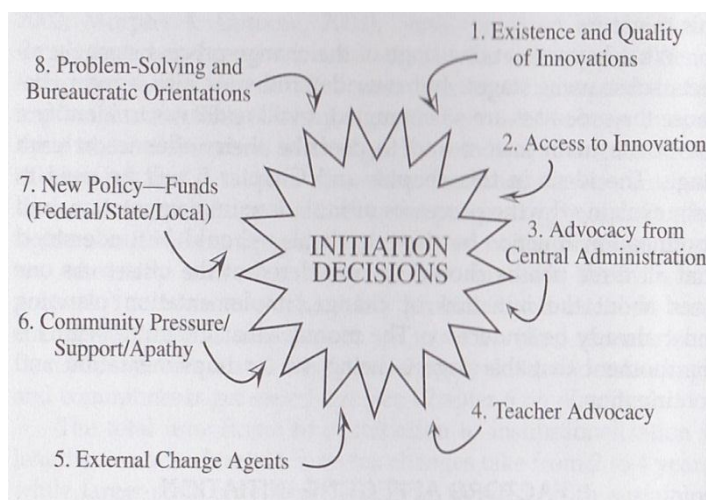 1. Existence and Quality
of Innovations
2. Access to Innovation
3. Advocacy from
Central Administration
4. Teacher Advocacy
5. External Change Agents
6. Community Pressure/
Support/Apathy
7. New Policy—Funds
(Federal/State/Local)
8. Problem-Solving and
Bureaucratic Orientations
INITIATION
DECISIONS